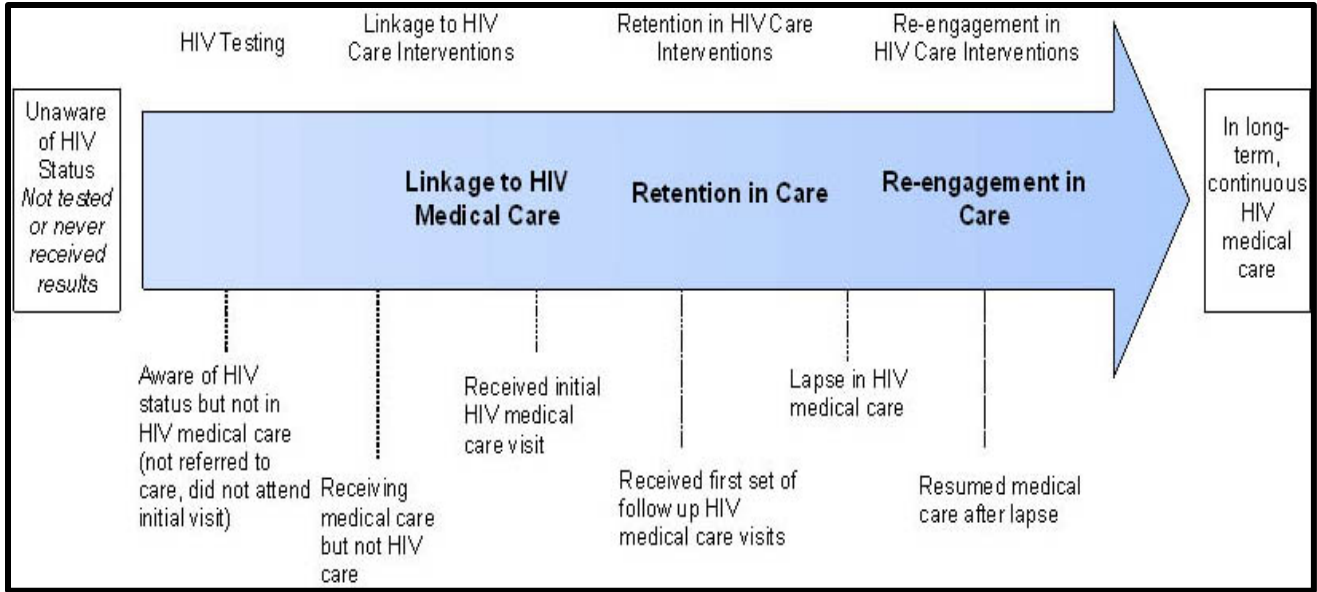 HIV Testing
Linkage to HIV
Care Interventions
Retention in HIV Care
Interventions
Re-engagement in
HIV Care Interventions
Unaware
of HIV
Status
Not tested
or never
received
results
Linkage to HIV
Medical Care
Retention in Care
Re-engagement in
Care
In long-
term,
continuous
HIV
medical
care
Aware of HIV
status but not in
HIV medical care
(not referred to
care, did not attend
initial visit)
Receiving
medical care
but not HIV
care
Received initial
HIV medical
care visit
Received first set of
follow up HIV
medical care visits
Lapse in HIV
medical care
Resumed medical
care after lapse